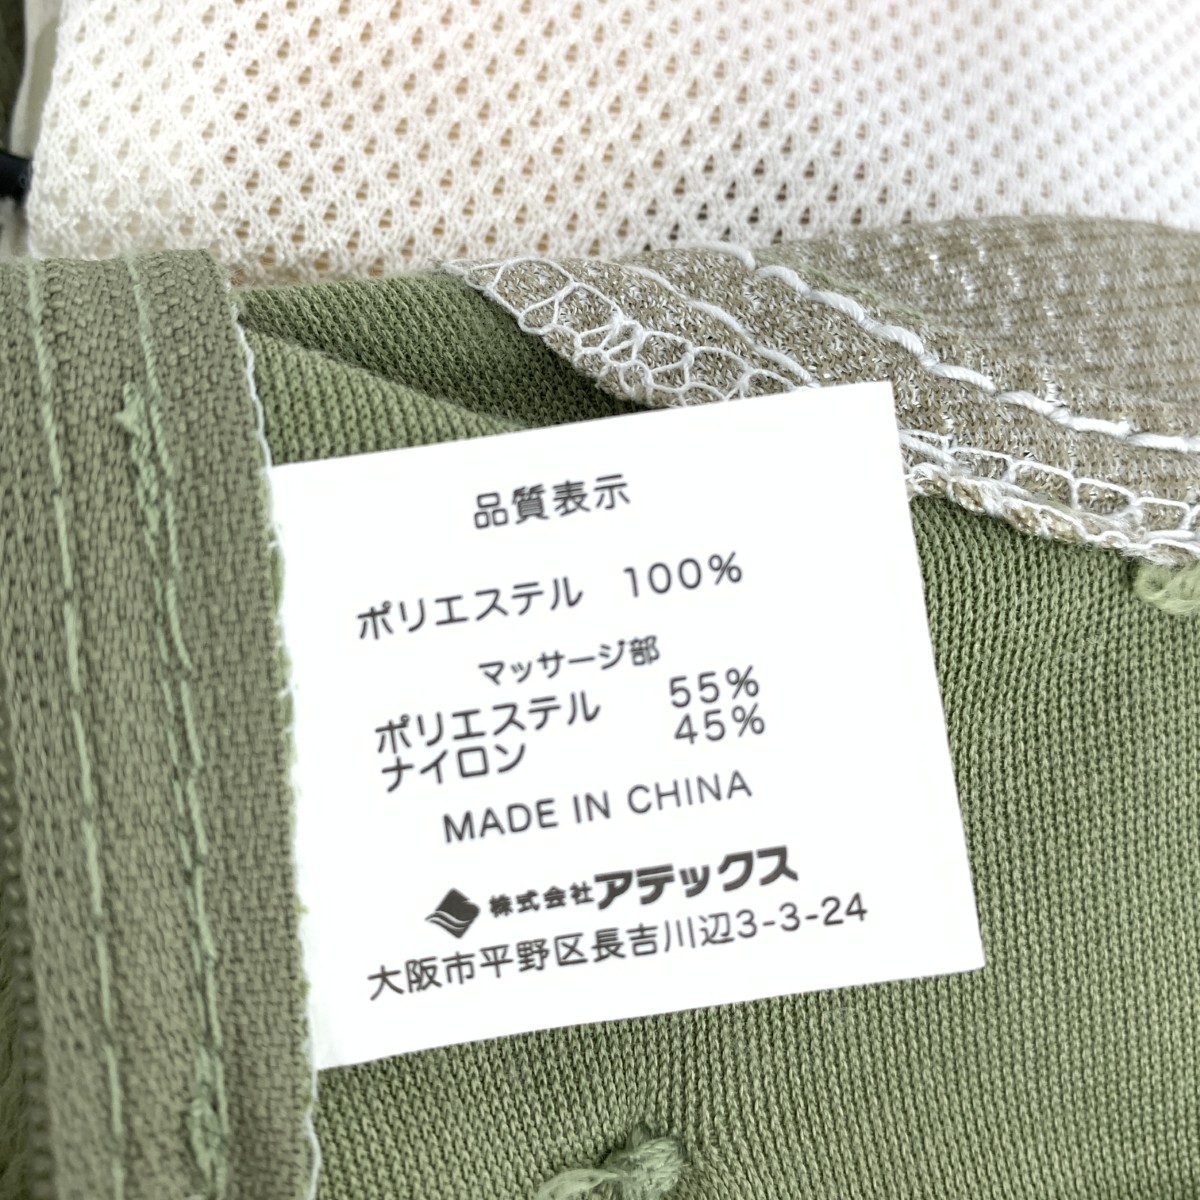 品質表示
ポリエステル 100%
マッサージ部
ポリエステル 55%
ナイロン 45%
MADE IN CHINA
株式会社アテックス
大阪市平野区長吉川辺3-3-24